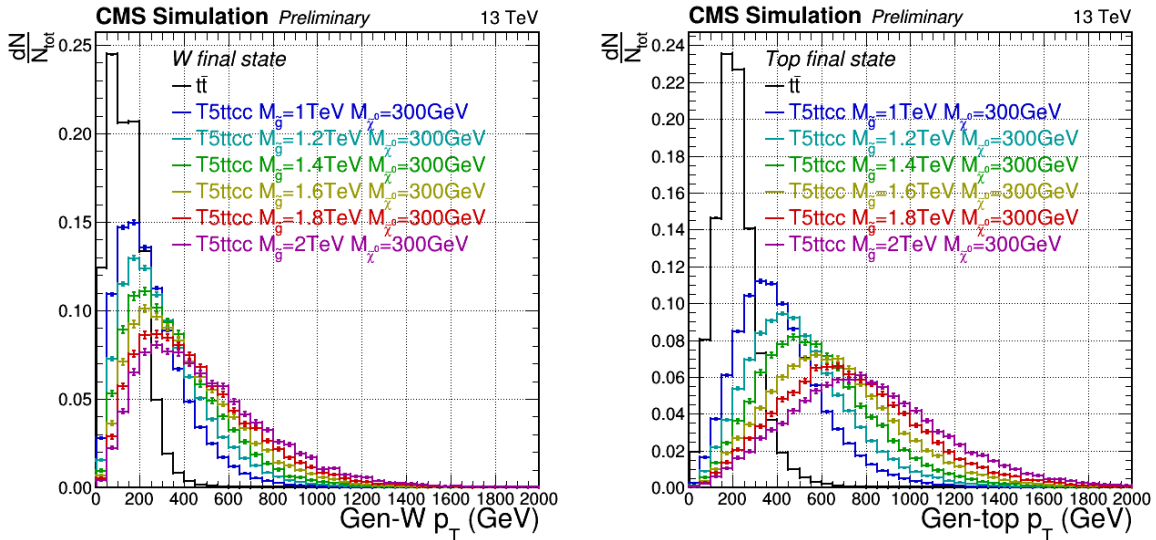 CMS Simulation Preliminary 13 TeV
dN
N_tot
W final state
tt̄
T5ttcc M_g̃=1TeV M_χ̃⁰=300GeV
T5ttcc M_g̃=1.2TeV M_χ̃⁰=300GeV
T5ttcc M_g̃=1.4TeV M_χ̃⁰=300GeV
T5ttcc M_g̃=1.6TeV M_χ̃⁰=300GeV
T5ttcc M_g̃=1.8TeV M_χ̃⁰=300GeV
T5ttcc M_g̃=2TeV M_χ̃⁰=300GeV
0.25
0.20
0.15
0.10
0.05
0.00
0 200 400 600 800 1000 1200 1400 1600 1800 2000
Gen-W p_T (GeV)
CMS Simulation Preliminary 13 TeV
dN
N_tot
Top final state
tt̄
T5ttcc M_g̃=1TeV M_χ̃⁰=300GeV
T5ttcc M_g̃=1.2TeV M_χ̃⁰=300GeV
T5ttcc M_g̃=1.4TeV M_χ̃⁰=300GeV
T5ttcc M_g̃=1.6TeV M_χ̃⁰=300GeV
T5ttcc M_g̃=1.8TeV M_χ̃⁰=300GeV
T5ttcc M_g̃=2TeV M_χ̃⁰=300GeV
0.24
0.22
0.20
0.18
0.16
0.14
0.12
0.10
0.08
0.06
0.04
0.02
0.00
0 200 400 600 800 1000 1200 1400 1600 1800 2000
Gen-top p_T (GeV)